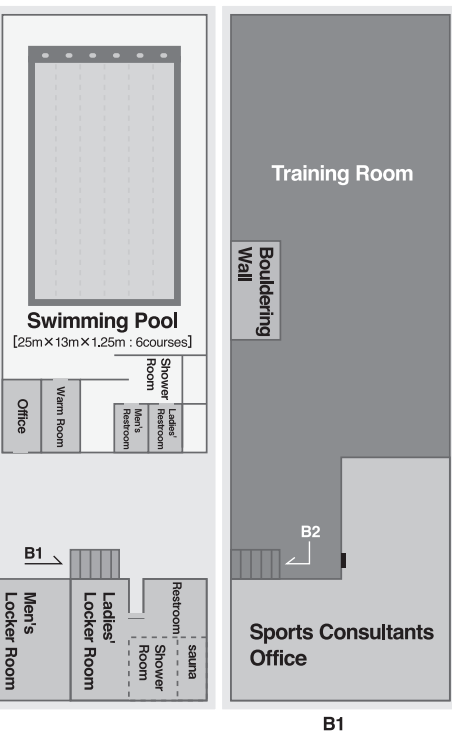 Swimming Pool
[25m×13m×1.25m : 6courses]
Shower
Room
Office
Warm Room
Men's
Restroom
Ladies'
Restroom
B1
Men's
Locker Room
Ladies'
Locker Room
Restroom
Shower
Room
sauna
Training Room
Bouldering
Wall
B2
Sports Consultants
Office
B1